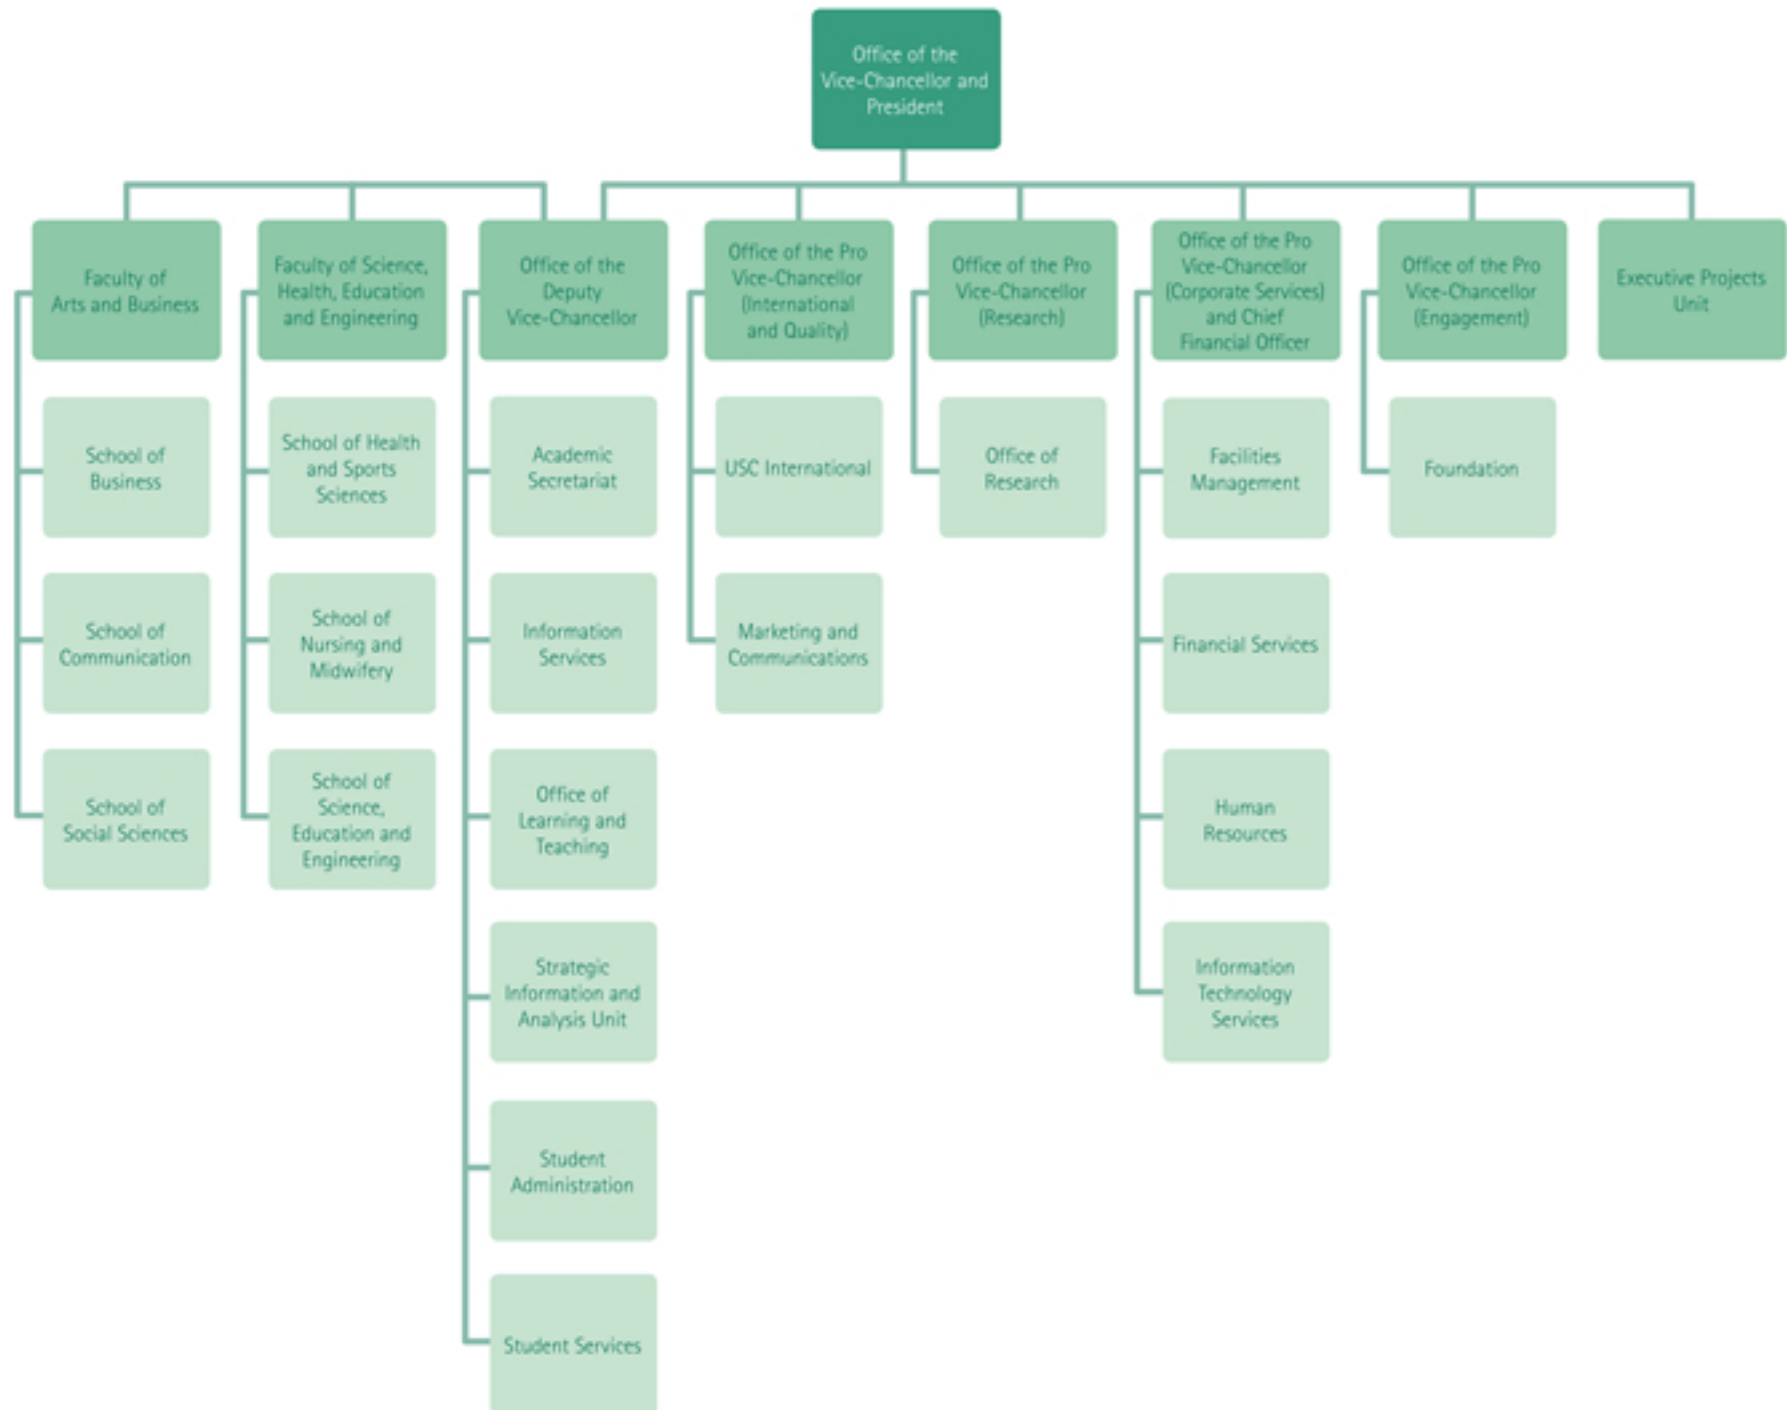 Office of the
Vice-Chancellor and
President
Faculty of
Arts and Business
Faculty of Science,
Health, Education
and Engineering
Office of the
Deputy
Vice-Chancellor
Office of the Pro
Vice-Chancellor
(International
and Quality)
Office of the Pro
Vice-Chancellor
(Research)
Office of the Pro
Vice-Chancellor
(Corporate Services)
and Chief
Financial Officer
Office of the Pro
Vice-Chancellor
(Engagement)
Executive Projects
Unit
School of
Business
School of Health
and Sports
Sciences
Academic
Secretariat
USC International
Office of
Research
Facilities
Management
Foundation
School of
Communication
School of
Nursing and
Midwifery
Information
Services
Marketing and
Communications
Financial Services
School of
Social Sciences
School of
Science,
Education and
Engineering
Office of
Learning and
Teaching
Human
Resources
Strategic
Information and
Analysis Unit
Information
Technology
Services
Student
Administration
Student Services